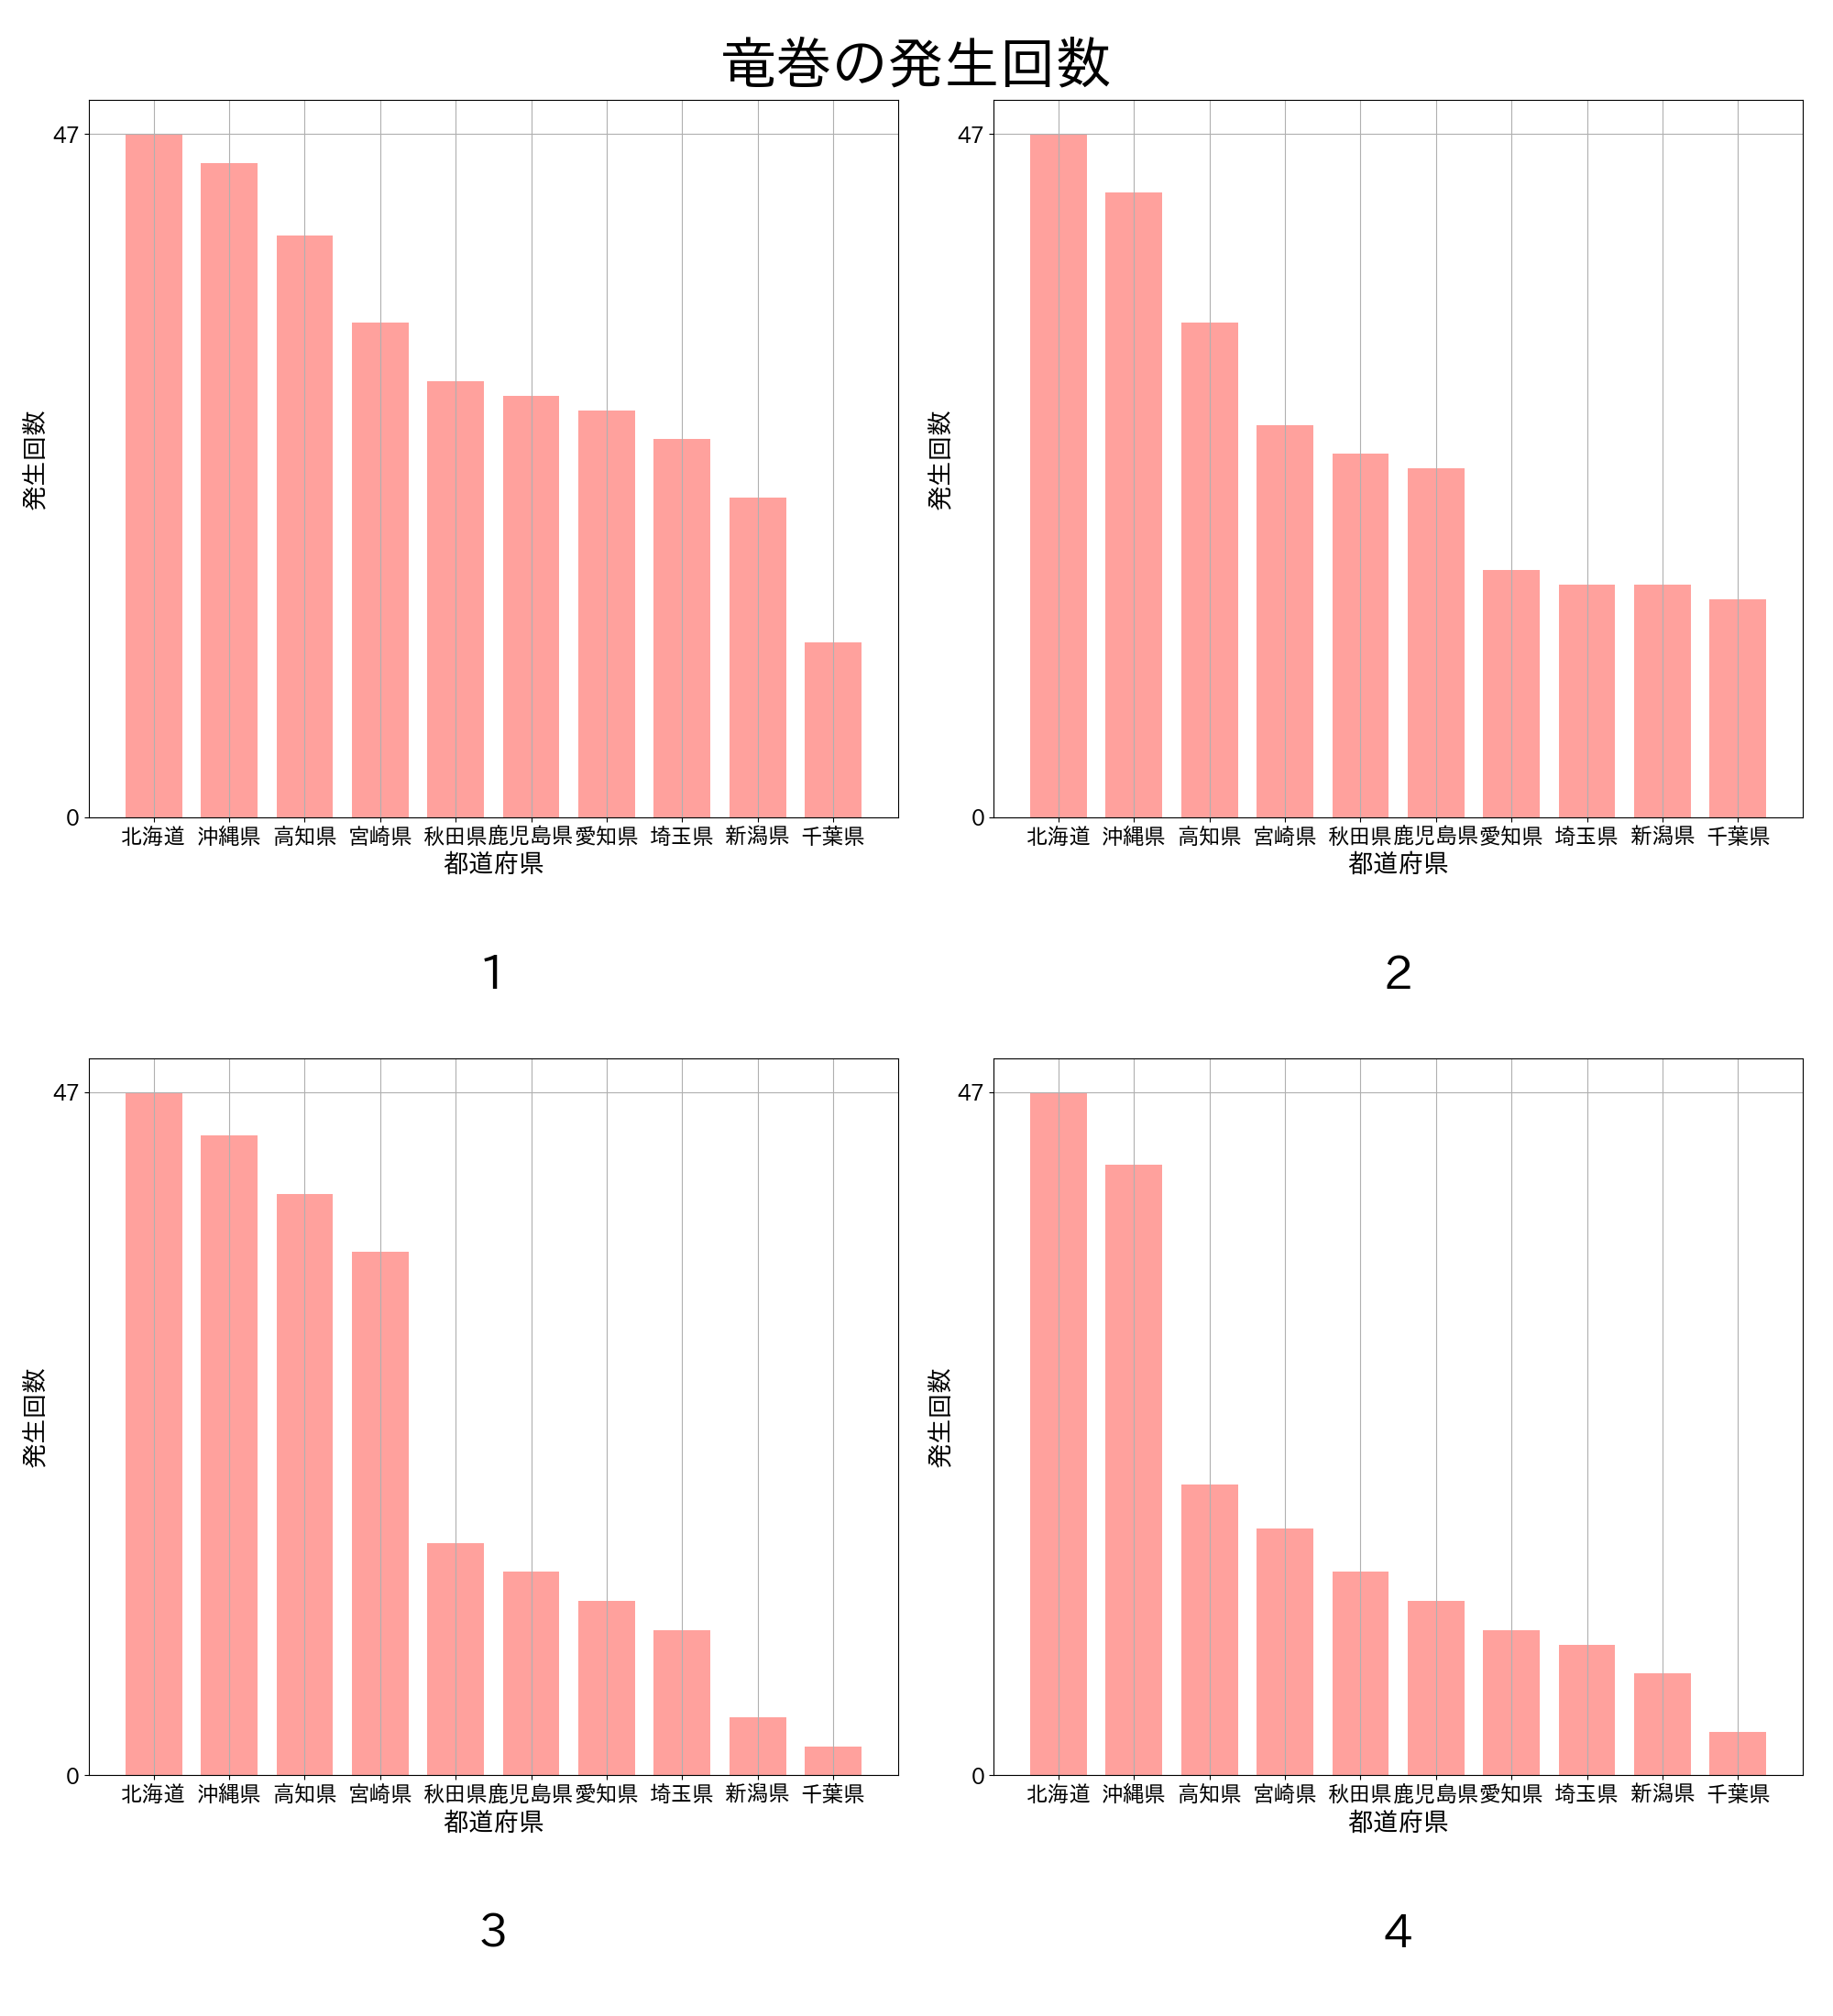 竜巻の発生回数
47
0
発生回数
北海道 沖縄県 高知県 宮崎県 秋田県 鹿児島県 愛知県 埼玉県 新潟県 千葉県
都道府県
1
47
0
発生回数
北海道 沖縄県 高知県 宮崎県 秋田県 鹿児島県 愛知県 埼玉県 新潟県 千葉県
都道府県
2
47
0
発生回数
北海道 沖縄県 高知県 宮崎県 秋田県 鹿児島県 愛知県 埼玉県 新潟県 千葉県
都道府県
3
47
0
発生回数
北海道 沖縄県 高知県 宮崎県 秋田県 鹿児島県 愛知県 埼玉県 新潟県 千葉県
都道府県
4